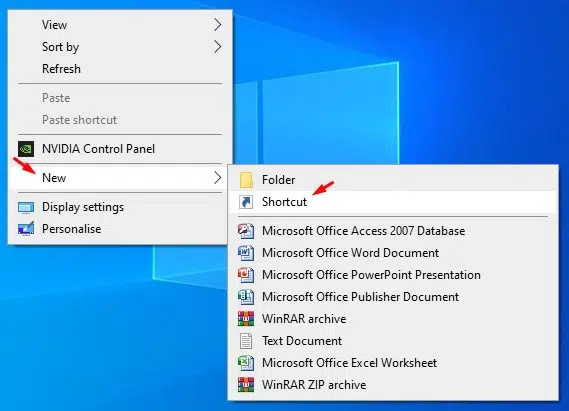 View
Sort by
Refresh
Paste
Paste shortcut
NVIDIA Control Panel
New
Display settings
Personalise
Folder
Shortcut
Microsoft Office Access 2007 Database
Microsoft Office Word Document
Microsoft Office PowerPoint Presentation
Microsoft Office Publisher Document
WinRAR archive
Text Document
Microsoft Office Excel Worksheet
WinRAR ZIP archive